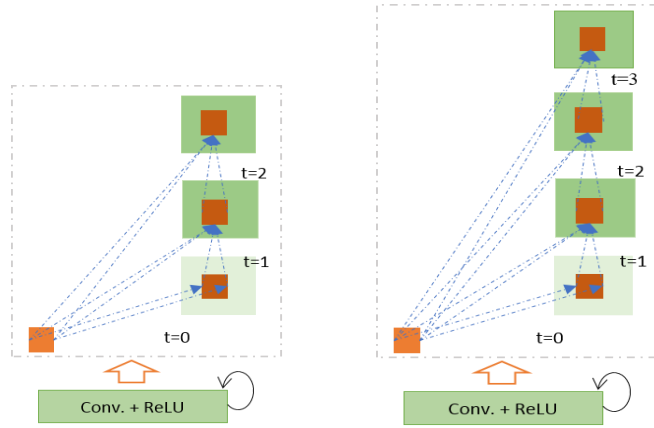 t=2
t=1
t=0
Conv. + ReLU
t=3
t=2
t=1
t=0
Conv. + ReLU